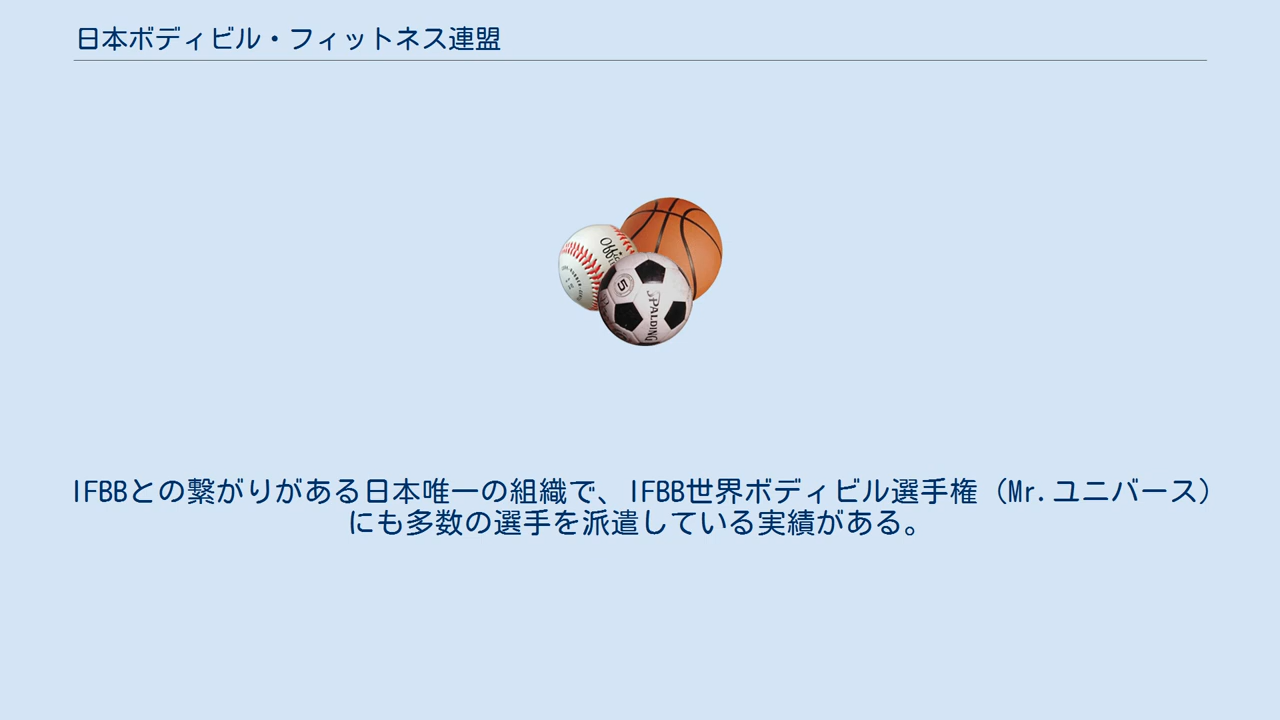 日本ボディビル・フィットネス連盟
Offic
5
SPALDING
IFBBとの繋がりがある日本唯一の組織で、IFBB世界ボディビル選手権（Mr.ユニバース）
にも多数の選手を派遣している実績がある。